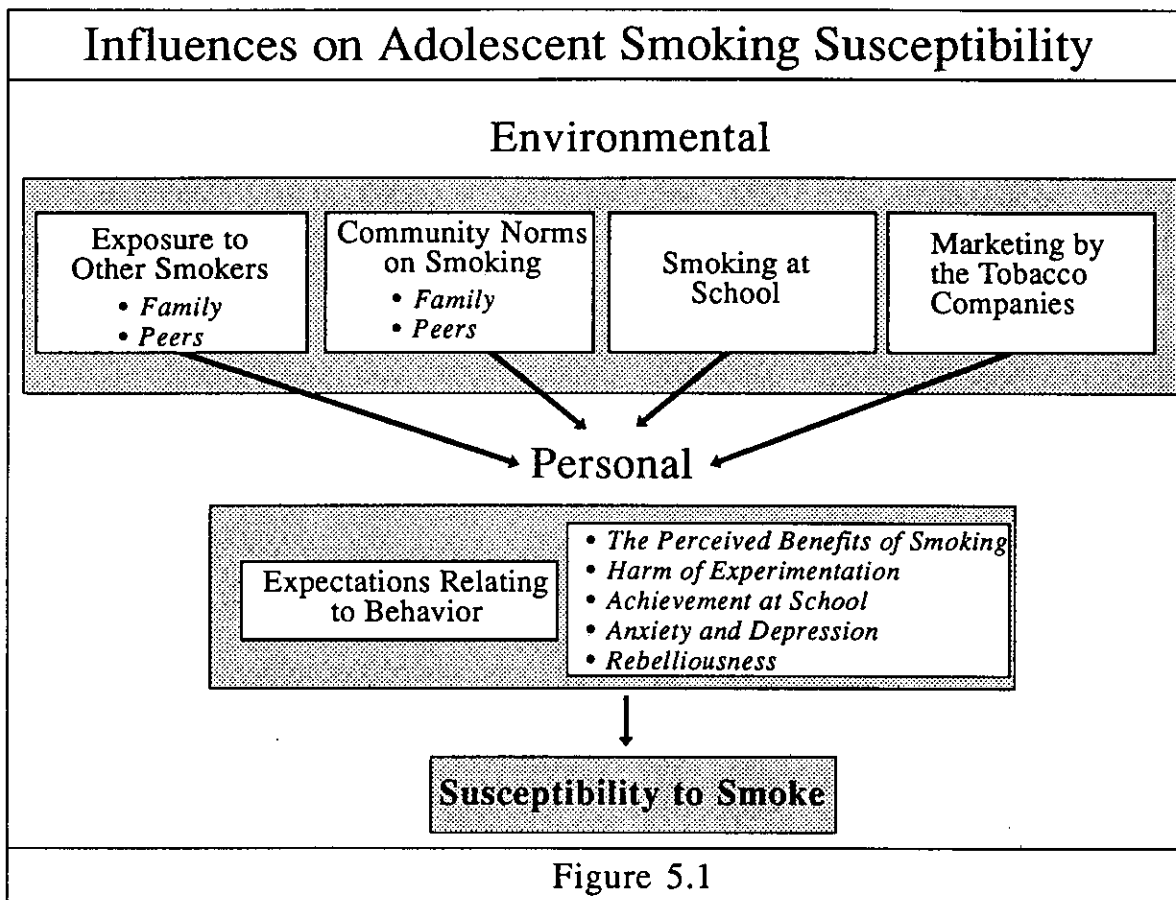 Influences on Adolescent Smoking Susceptibility
Environmental
Exposure to
Other Smokers
• Family
• Peers
Community Norms
on Smoking
• Family
• Peers
Smoking at
School
Marketing by
the Tobacco
Companies
Personal
Expectations Relating
to Behavior
• The Perceived Benefits of Smoking
• Harm of Experimentation
• Achievement at School
• Anxiety and Depression
• Rebelliousness
Susceptibility to Smoke
Figure 5.1